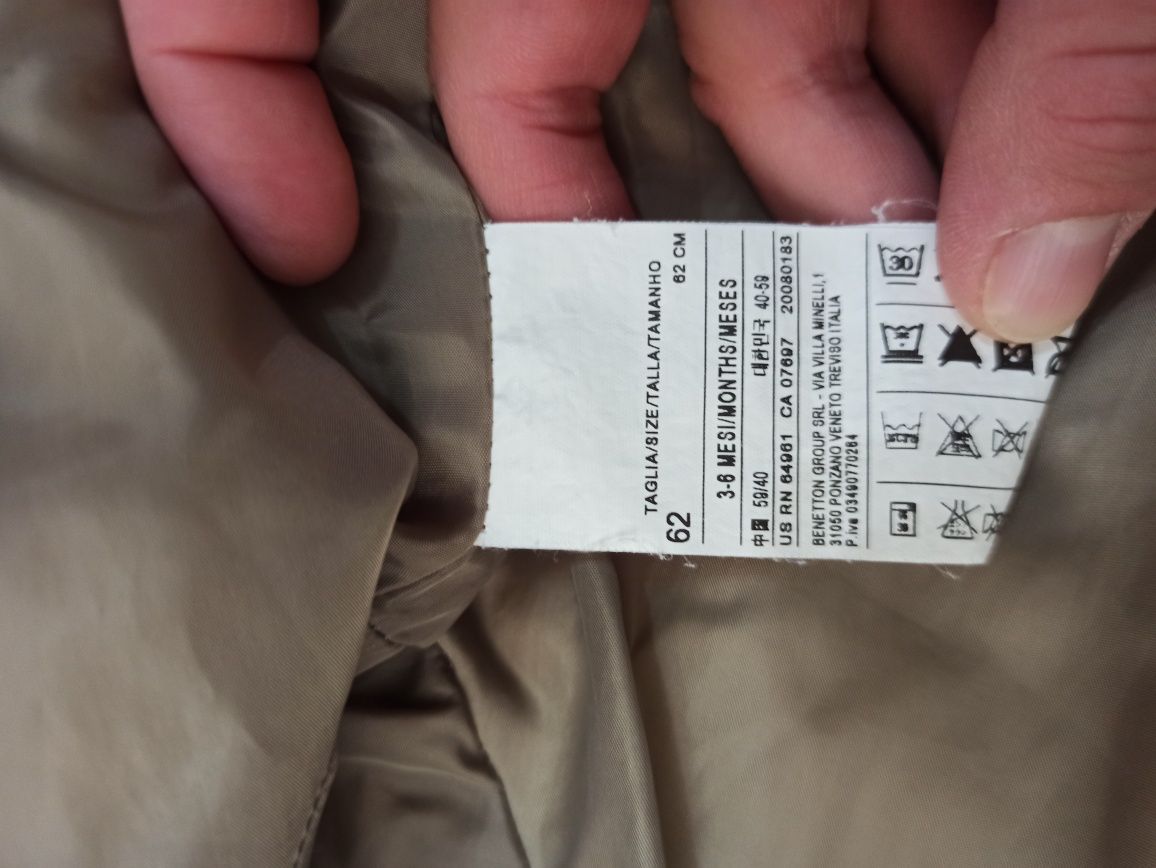 TAGLIA/SIZE/TALLA/TAMANHO
62 62 CM
3-6 MESI/MONTHS/MESES
中国 59/40 대한민국 40-59
US RN 64961 CA 07697 20080183
BENETTON GROUP SRL - VIA VILLA MINELLI,1
31050 PONZANO VENETO TREVISO ITALIA
P.iva 03490770264
30